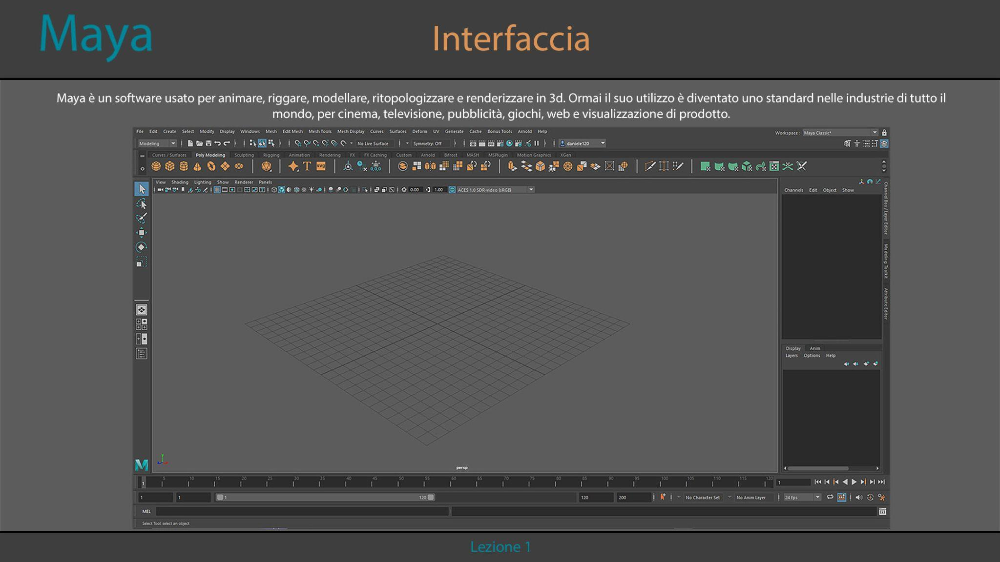 Maya
Interfaccia
Maya è un software usato per animare, riggare, modellare, ritopologizzare e renderizzare in 3d. Ormai il suo utilizzo è diventato uno standard nelle industrie di tutto il
mondo, per cinema, televisione, pubblicità, giochi, web e visualizzazione di prodotto.
File Edit Create Select Modify Display Windows Mesh Edit Mesh Mesh Tools Mesh Display Curves Surfaces Deform UV Generate Cache Bonus Tools Arnold Help
Workspace : Maya Classic*
Modeling No Live Surface Symmetry: Off daniele120
Curves / Surfaces Poly Modeling Sculpting Rigging Animation Rendering FX FX Caching Custom Arnold Bifrost MASH MSPlugin Motion Graphics XGen
T SVG 0,0,0
View Shading Lighting Show Renderer Panels
0.00 1.00 ACES 1.0 SDR-video (sRGB)
Channels Edit Object Show
Channel Box / Layer Editor
Modeling Toolkit
Attribute Editor
Display Anim
Layers Options Help
M
y
persp
1 5 10 15 20 25 30 35 40 45 50 55 60 65 70 75 80 85 90 95 100 105 110 115 120 1
1 1 1 120 120 200 No Character Set No Anim Layer 24 fps
MEL
Select Tool: select an object
Lezione 1